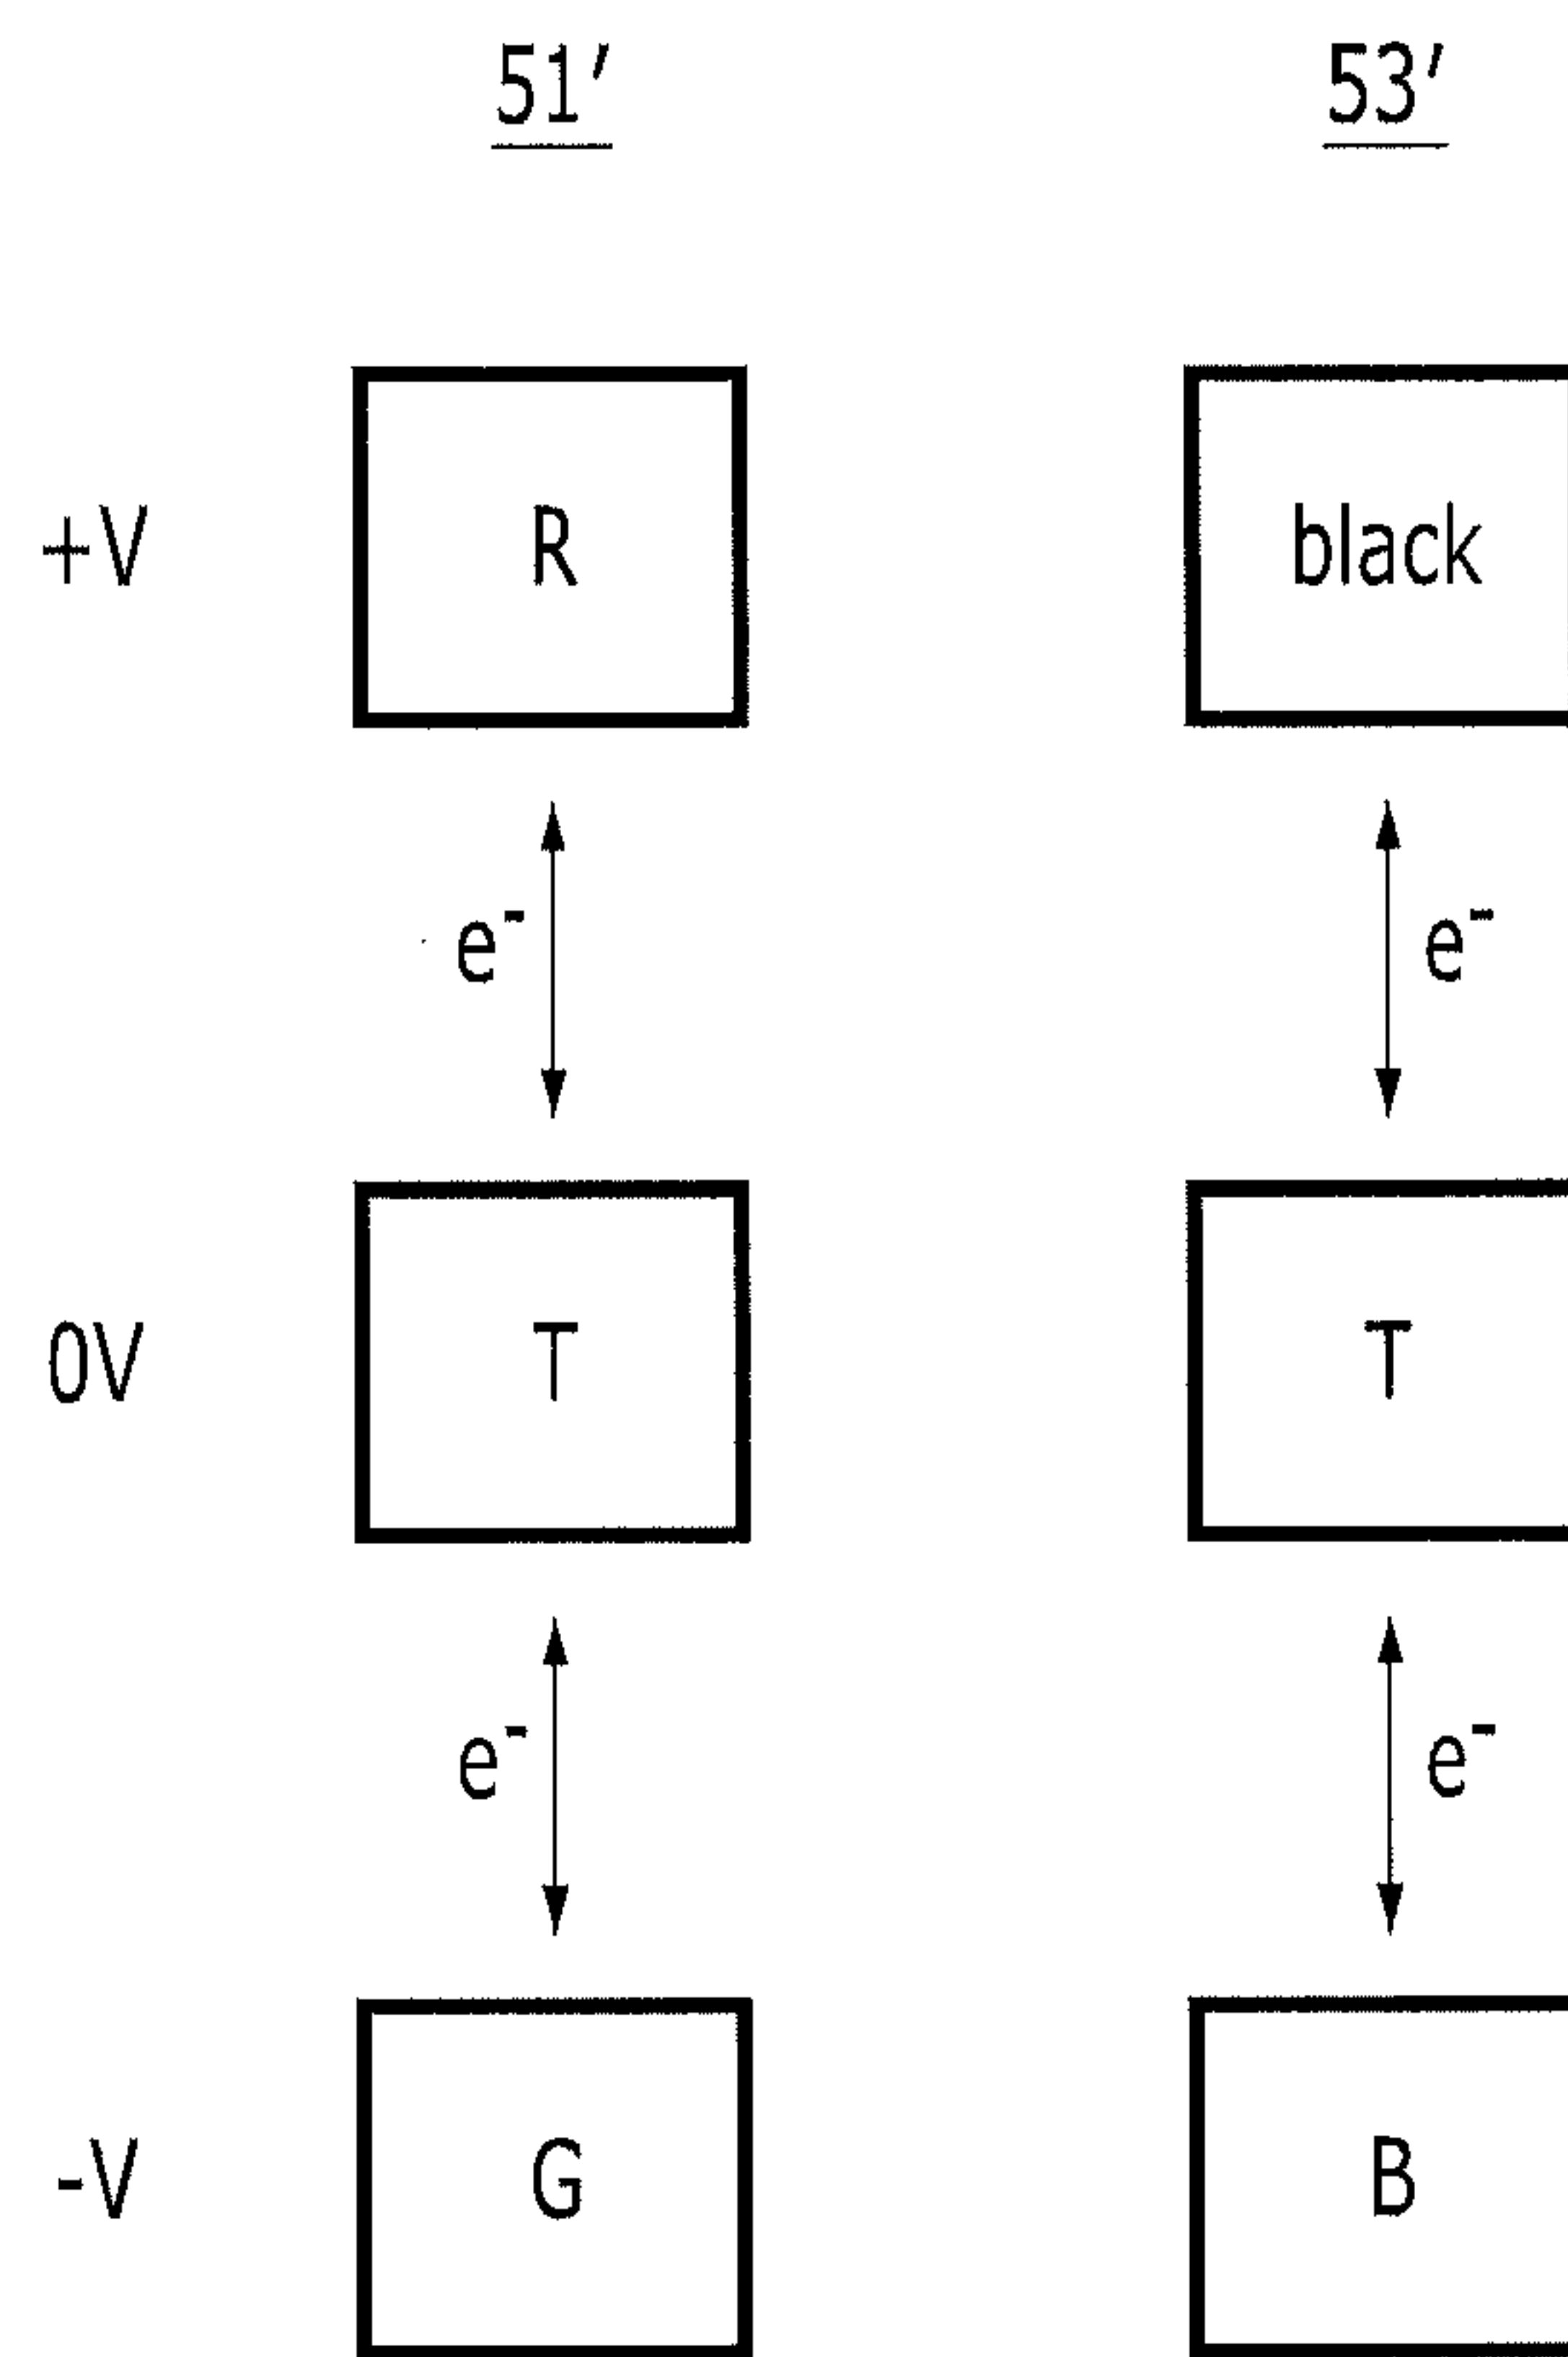 51' 53'
+V R black
e⁻ e⁻
0V T T
e⁻ e⁻
-V G B